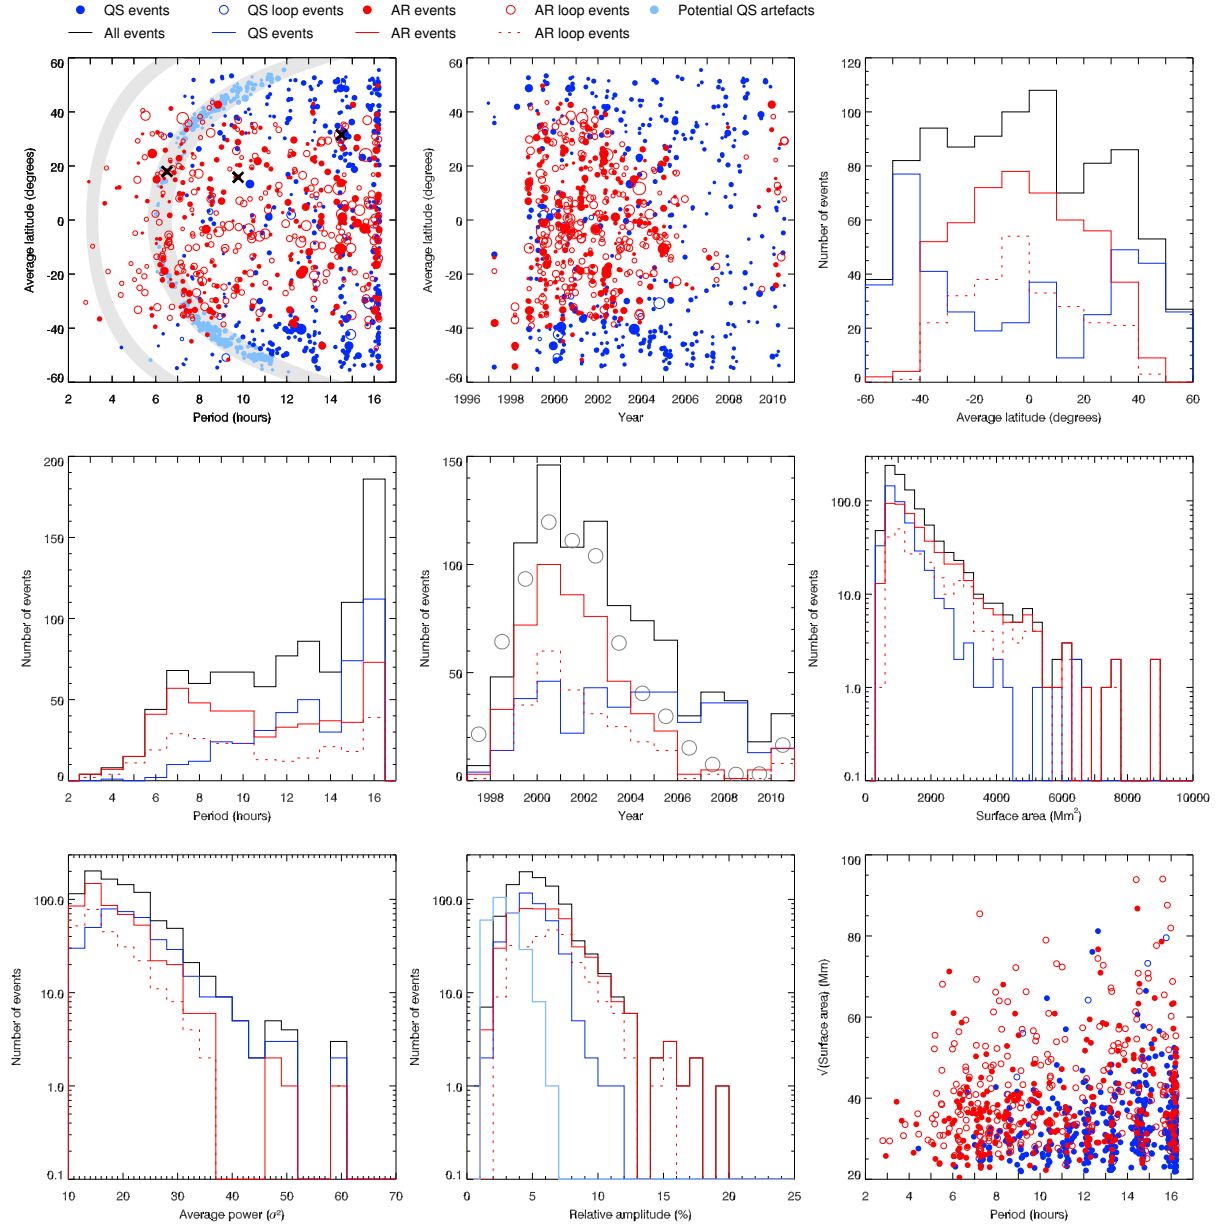 QS events QS loop events AR events AR loop events Potential QS artefacts
All events QS events AR events AR loop events
60
40
20
0
-20
-40
-60
Average latitude (degrees)
2 4 6 8 10 12 14 16
Period (hours)
60
40
20
0
-20
-40
-60
Average latitude (degrees)
1996 1998 2000 2002 2004 2006 2008 2010
Year
120
100
80
60
40
20
0
Number of events
-60 -40 -20 0 20 40 60
Average latitude (degrees)
200
150
100
50
0
Number of events
2 4 6 8 10 12 14 16
Period (hours)
150
100
50
0
Number of events
1998 2000 2002 2004 2006 2008 2010
Year
100.0
10.0
1.0
0.1
Number of events
0 2000 4000 6000 8000 10000
Surface area (Mm²)
100.0
10.0
1.0
0.1
Number of events
10 20 30 40 50 60 70
Average power (σ²)
100.0
10.0
1.0
0.1
Number of events
0 5 10 15 20 25
Relative amplitude (%)
100
80
60
40
20
√(Surface area) (Mm)
2 4 6 8 10 12 14 16
Period (hours)